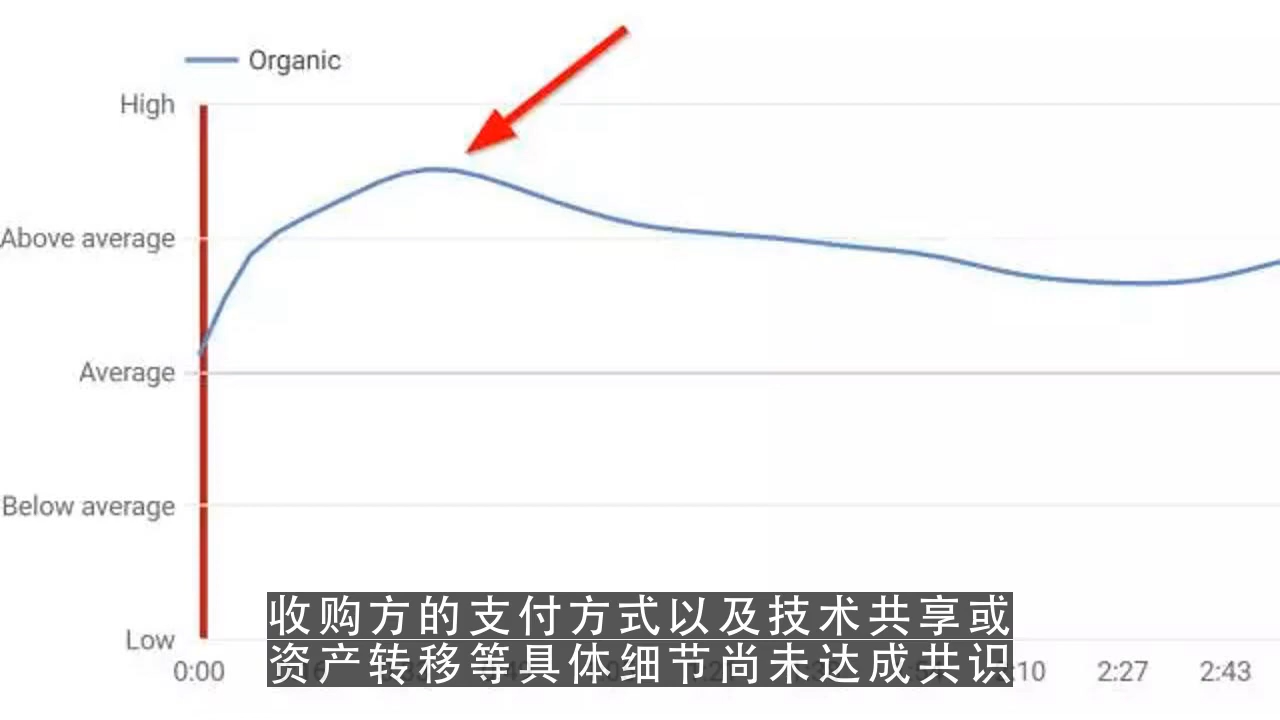 Organic
High
Above average
Average
Below average
Low
收购方的支付方式以及技术共享或
资产转移等具体细节尚未达成共识
0:00
2:27
2:43